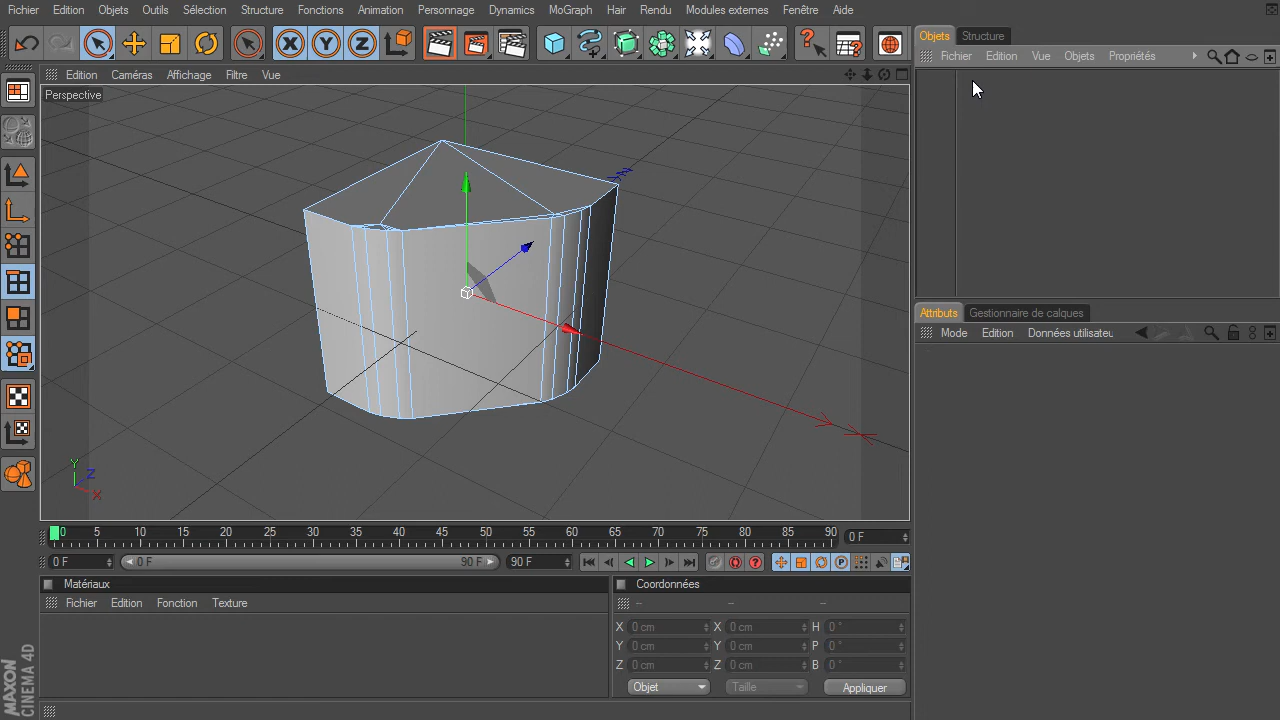 Fichier Edition Objets Outils Sélection Structure Fonctions Animation Personnage Dynamics MoGraph Hair Rendu Modules externes Fenêtre Aide
X Y Z
Objets Structure
Fichier Edition Vue Objets Propriétés
Edition Caméras Affichage Filtre Vue
Perspective
Attributs Gestionnaire de calques
Mode Edition Données utilisateu
Y
Z
X
0 5 10 15 20 25 30 35 40 45 50 55 60 65 70 75 80 85 90 0 F
0 F 0 F 90 F 90 F P
Matériaux
Fichier Edition Fonction Texture
Coordonnées
-- -- --
X 0 cm X 0 cm H 0 °
Y 0 cm Y 0 cm P 0 °
Z 0 cm Z 0 cm B 0 °
Objet Taille Appliquer
MAXON
CINEMA 4D